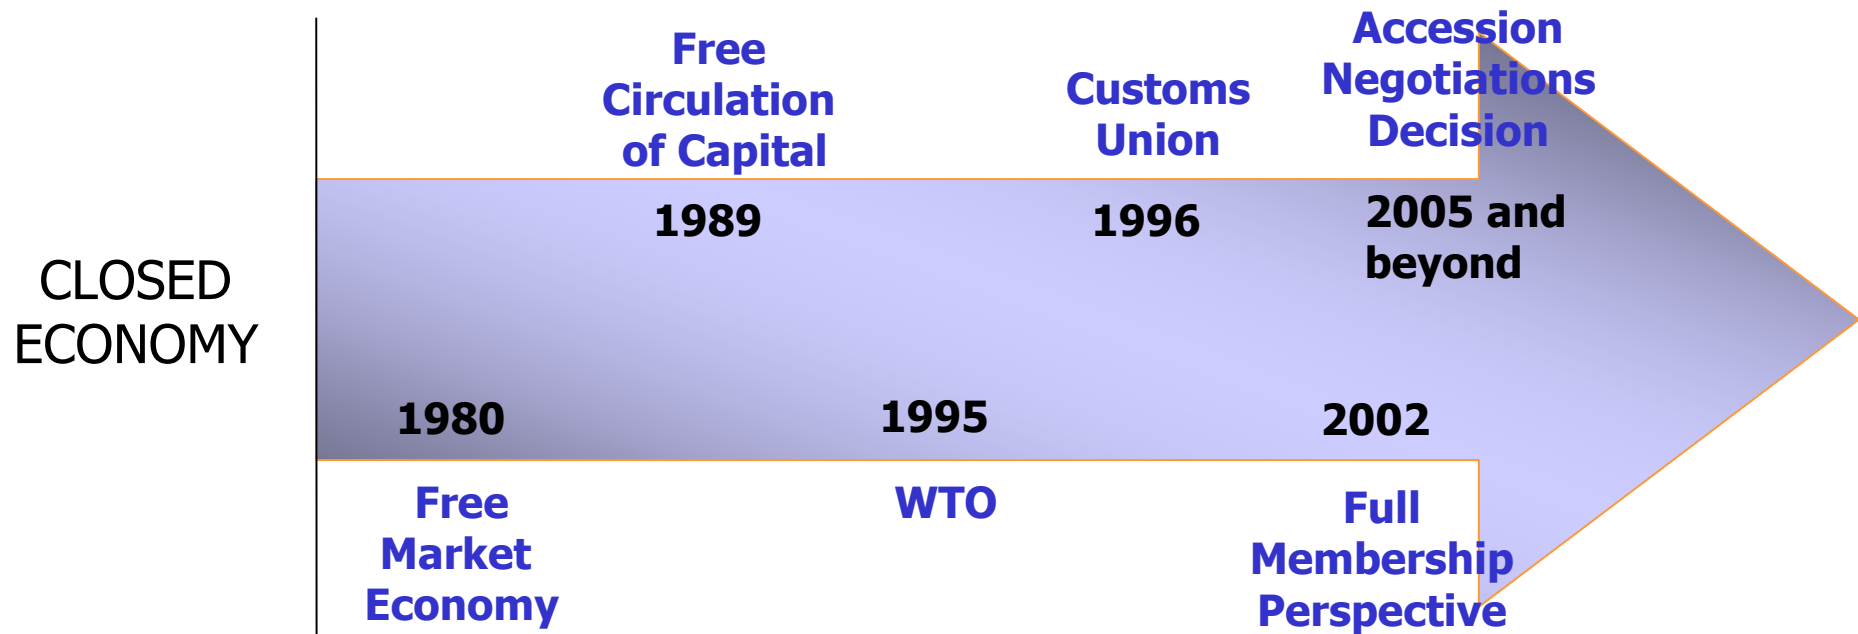 CLOSED
ECONOMY
Free
Circulation
of Capital
Customs
Union
Accession
Negotiations
Decision
1989
1996
2005 and
beyond
1980
1995
2002
Free
Market
Economy
WTO
Full
Membership
Perspective